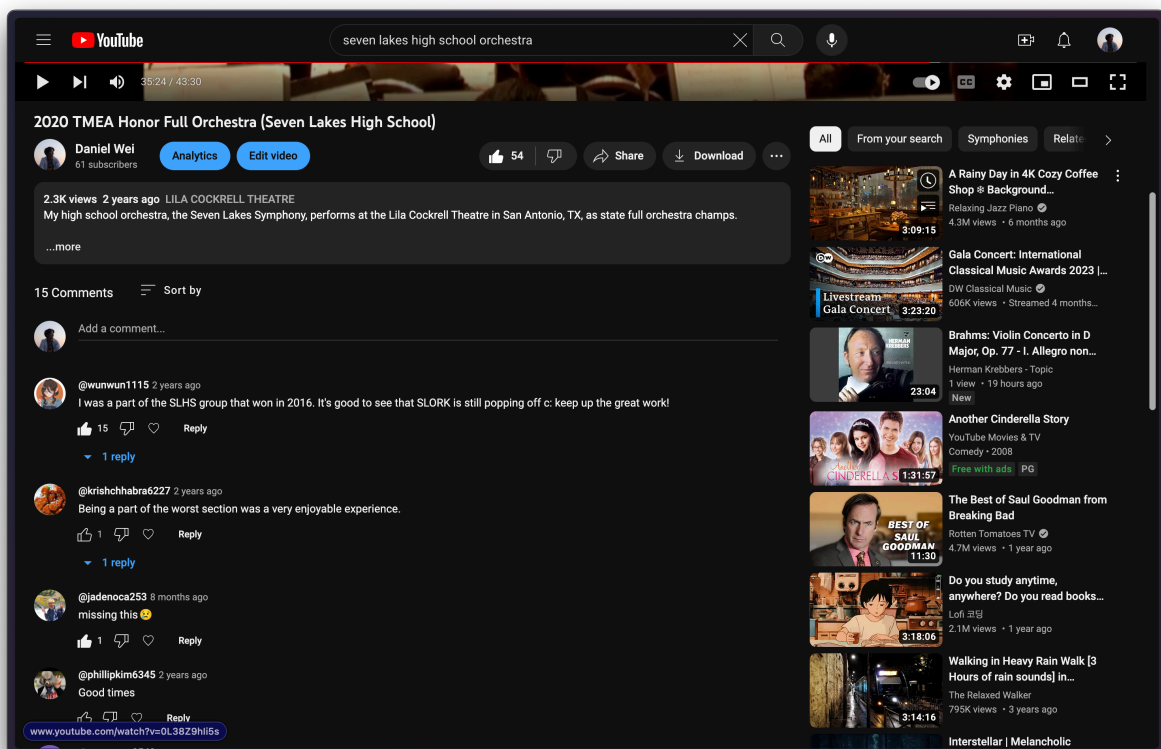 YouTube
seven lakes high school orchestra
35:24 / 43:30
CC
2020 TMEA Honor Full Orchestra (Seven Lakes High School)
Daniel Wei
61 subscribers
Analytics
Edit video
54
Share
Download
2.3K views 2 years ago LILA COCKRELL THEATRE
My high school orchestra, the Seven Lakes Symphony, performs at the Lila Cockrell Theatre in San Antonio, TX, as state full orchestra champs.
...more
15 Comments
Sort by
Add a comment...
@wunwun1115 2 years ago
I was a part of the SLHS group that won in 2016. It's good to see that SLORK is still popping off c: keep up the great work!
15
Reply
1 reply
@krishchhabra6227 2 years ago
Being a part of the worst section was a very enjoyable experience.
1
Reply
1 reply
@jadenoca253 8 months ago
missing this😢
1
Reply
@phillipkim6345 2 years ago
Good times
Reply
www.youtube.com/watch?v=0L38Z9hli5s
All
From your search
Symphonies
Relate
3:09:15
A Rainy Day in 4K Cozy Coffee
Shop ❄ Background...
Relaxing Jazz Piano
4.3M views • 6 months ago
DW
Livestream
Gala Concert
3:23:20
Gala Concert: International
Classical Music Awards 2023 |...
DW Classical Music
606K views • Streamed 4 months...
HERMAN
KREBBERS
23:04
Brahms: Violin Concerto in D
Major, Op. 77 - I. Allegro non...
Herman Krebbers - Topic
1 view • 19 hours ago
New
Another
CINDERELLA S
1:31:57
Another Cinderella Story
YouTube Movies & TV
Comedy • 2008
Free with ads
PG
BEST OF
SAUL
GOODMAN
11:30
The Best of Saul Goodman from
Breaking Bad
Rotten Tomatoes TV
4.7M views • 1 year ago
3:18:06
Do you study anytime,
anywhere? Do you read books...
Lofi 코딩
2.1M views • 1 year ago
3:14:16
Walking in Heavy Rain Walk [3
Hours of rain sounds] in...
The Relaxed Walker
795K views • 3 years ago
Interstellar | Melancholic